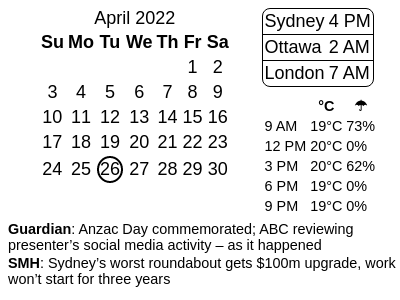 April 2022
Su Mo Tu We Th Fr Sa
1 2
3 4 5 6 7 8 9
10 11 12 13 14 15 16
17 18 19 20 21 22 23
24 25 26 27 28 29 30
Sydney 4 PM
Ottawa 2 AM
London 7 AM
°C ☂
9 AM 19°C 73%
12 PM 20°C 0%
3 PM 20°C 62%
6 PM 19°C 0%
9 PM 19°C 0%
Guardian: Anzac Day commemorated; ABC reviewing
presenter’s social media activity – as it happened
SMH: Sydney’s worst roundabout gets $100m upgrade, work
won’t start for three years